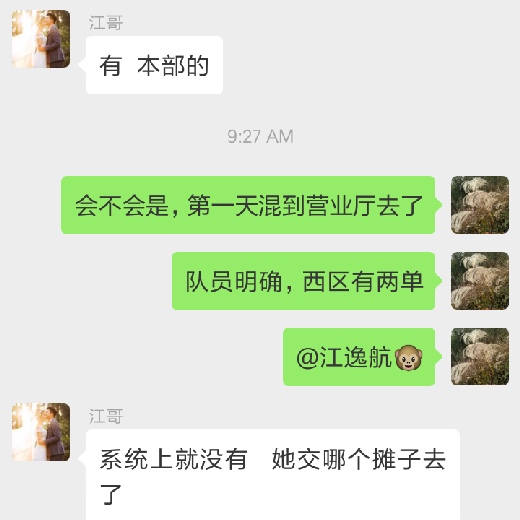 江哥
有 本部的
9:27 AM
会不会是，第一天混到营业厅去了
队员明确，西区有两单
@江逸航🐵
江哥
系统上就没有 她交哪个摊子去
了